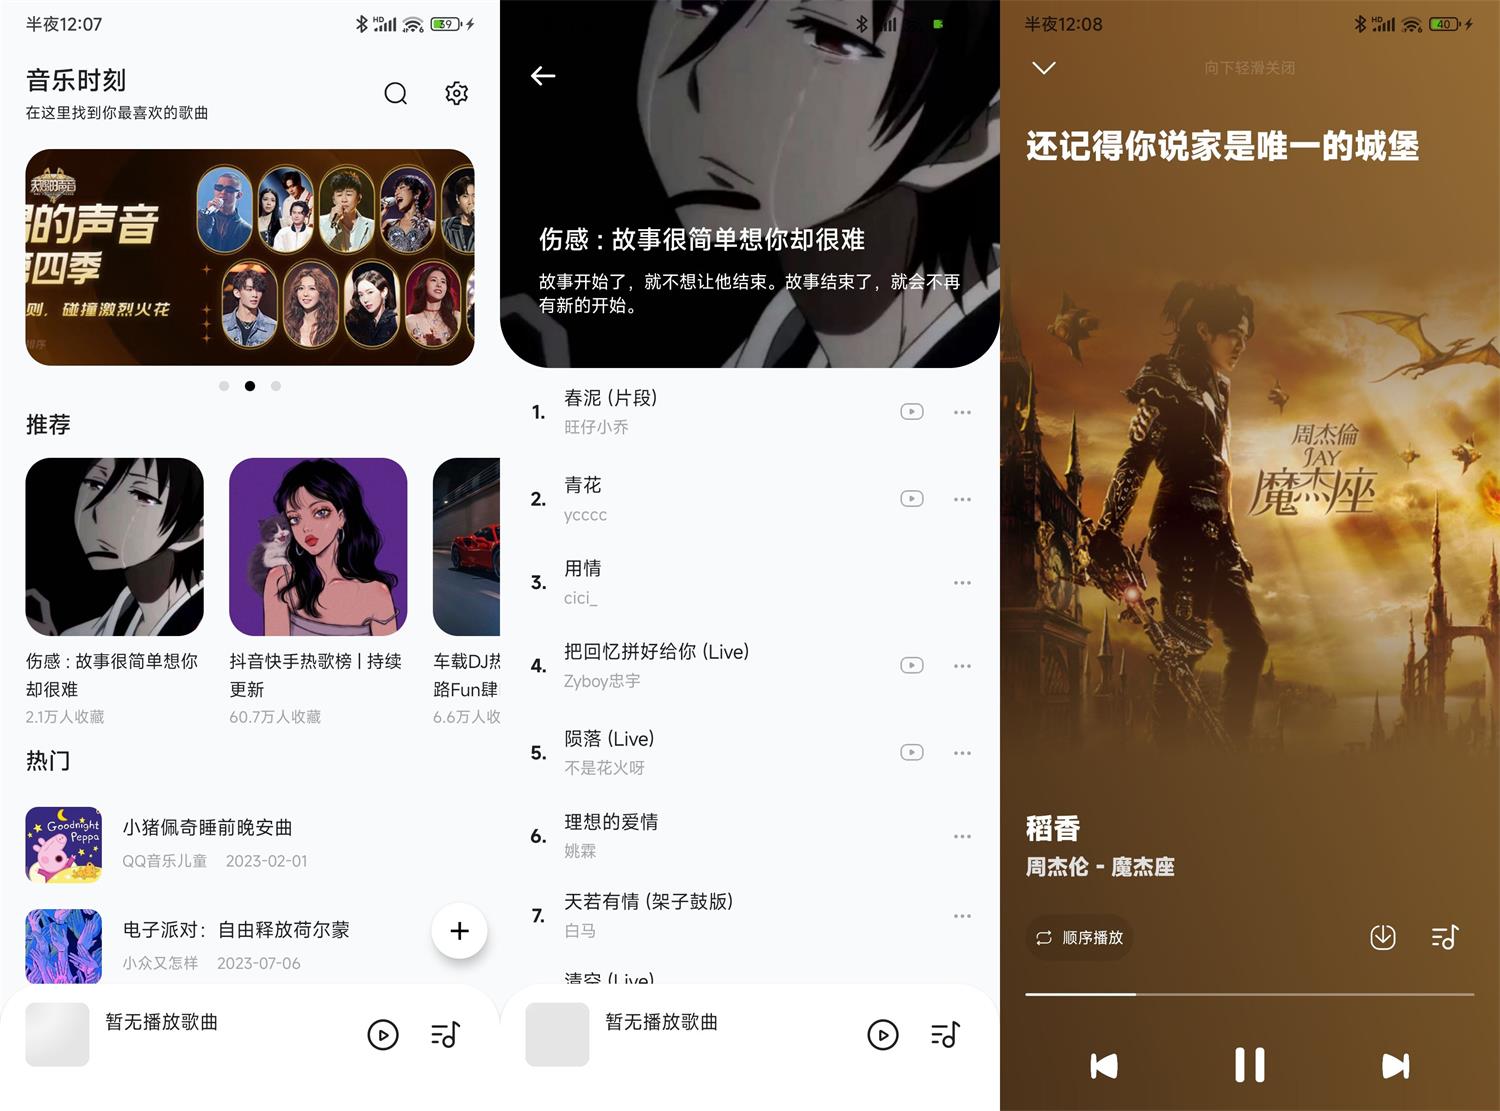 半夜12:07
HD
39
音乐时刻
在这里找到你最喜欢的歌曲
天赐的声音
的声音
四季
则，碰撞激烈火花
推荐
伤感 : 故事很简单想你
却很难
2.1万人收藏
抖音快手热歌榜 | 持续
更新
60.7万人收藏
车载DJ热
路Fun肆
6.6万人收
热门
Goodnight
Peppa
小猪佩奇睡前晚安曲
QQ音乐儿童 2023-02-01
电子派对：自由释放荷尔蒙
小众又怎样 2023-07-06
暂无播放歌曲
伤感 : 故事很简单想你却很难
故事开始了，就不想让他结束。故事结束了，就会不再
有新的开始。
1. 春泥 (片段)
旺仔小乔
2. 青花
ycccc
3. 用情
cici_
4. 把回忆拼好给你 (Live)
Zyboy忠宇
5. 陨落 (Live)
不是花火呀
6. 理想的爱情
姚霖
7. 天若有情 (架子鼓版)
白马
清空 (Live)
暂无播放歌曲
半夜12:08
HD
40
向下轻滑关闭
还记得你说家是唯一的城堡
周杰倫
JAY
魔杰座
稻香
周杰伦 - 魔杰座
顺序播放